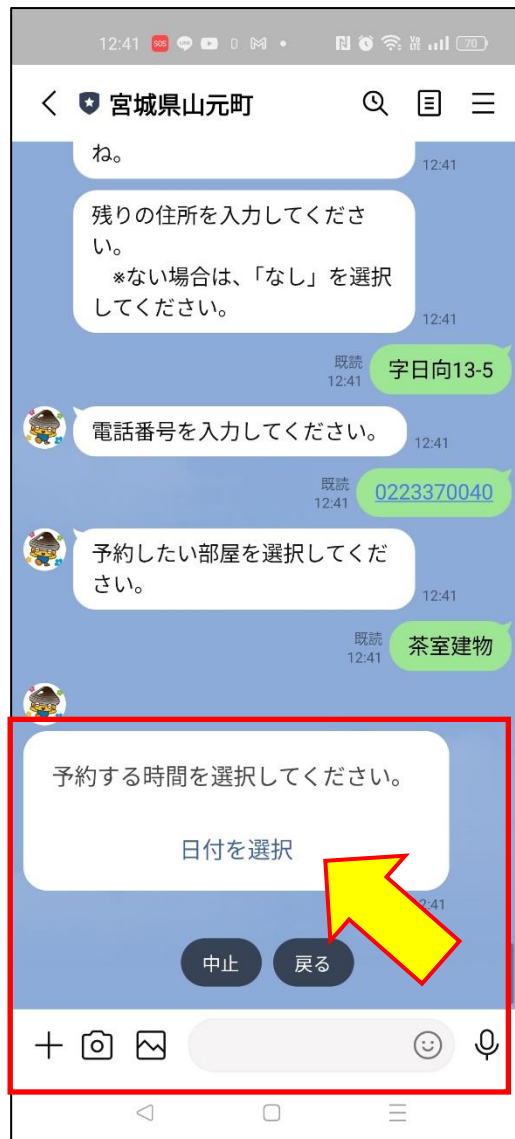 12:41
70
宮城県山元町
ね。
12:41
残りの住所を入力してくださ
い。
※ない場合は、「なし」を選択
してください。
12:41
既読
12:41
字日向13-5
電話番号を入力してください。
12:41
既読
12:41
0223370040
予約したい部屋を選択してくだ
さい。
12:41
既読
12:41
茶室建物
予約する時間を選択してください。
日付を選択
2:41
中止
戻る